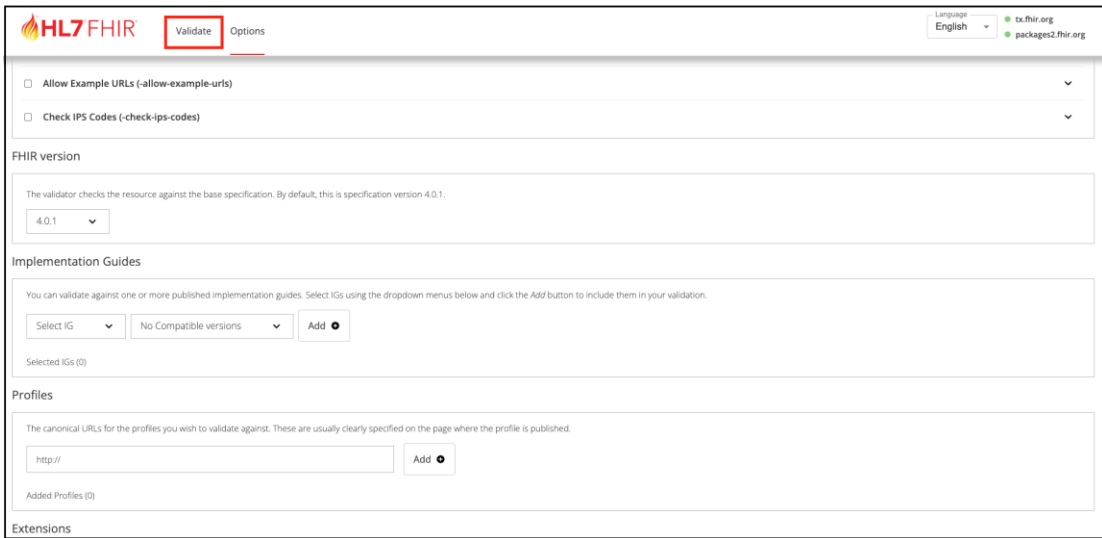 HL7 FHIR
Validate
Options
Language
English
tx.fhir.org
packages2.fhir.org
Allow Example URLs (-allow-example-urls)
Check IPS Codes (-check-ips-codes)
FHIR version
The validator checks the resource against the base specification. By default, this is specification version 4.0.1.
4.0.1
Implementation Guides
You can validate against one or more published implementation guides. Select IGs using the dropdown menus below and click the Add button to include them in your validation.
Select IG
No Compatible versions
Add
Selected IGs (0)
Profiles
The canonical URLs for the profiles you wish to validate against. These are usually clearly specified on the page where the profile is published.
http://
Add
Added Profiles (0)
Extensions